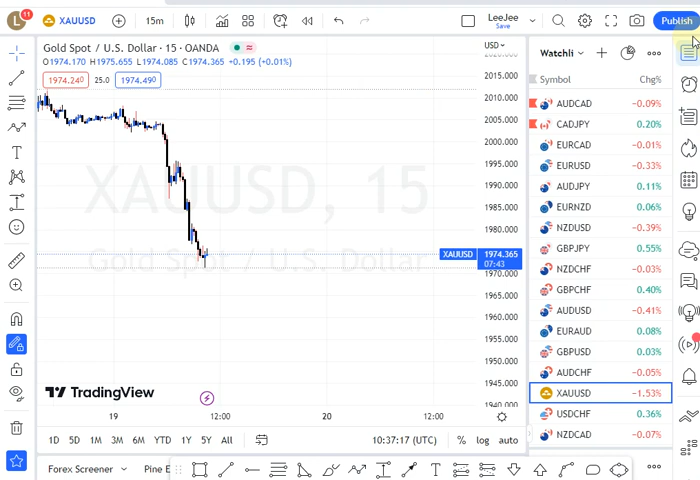 L 11 XAUUSD 15m LeeJee Save Publish
Gold Spot / U.S. Dollar · 15 · OANDA
O1974.170 H1975.655 L1974.085 C1974.365 +0.195 (+0.01%)
1974.240 25.0 1974.490
USD
2015.000
2010.000
2005.000
2000.000
1995.000
1990.000
1985.000
1980.000
XAUUSD 1974.365
07:43
1970.000
1965.000
1960.000
1955.000
1950.000
1945.000
1940.000
XAUUSD, 15
Gold Spot / U.S. Dollar
TradingView
19 12:00 20 12:00
1D 5D 1M 3M 6M YTD 1Y 5Y All 10:37:17 (UTC) % log auto
Forex Screener Pine E
Watchli
Symbol Chg%
AUDCAD −0.09%
CADJPY 0.20%
EURCAD −0.01%
EURUSD −0.33%
AUDJPY 0.11%
EURNZD 0.06%
NZDUSD −0.39%
GBPJPY 0.55%
NZDCHF −0.03%
GBPCHF 0.40%
AUDUSD −0.41%
EURAUD 0.08%
GBPUSD 0.03%
AUDCHF −0.05%
XAUUSD −1.53%
USDCHF 0.36%
NZDCAD −0.07%